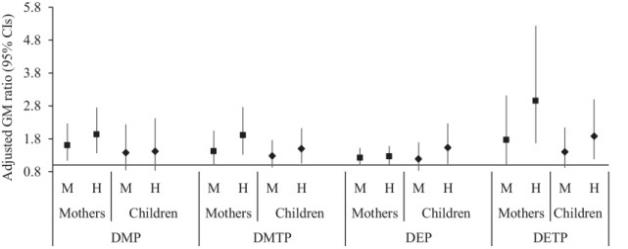 Adjusted GM ratio (95% CIs)
5.8
4.8
3.8
2.8
1.8
0.8
M H M H M H M H M H M H M H M H
Mothers Children Mothers Children Mothers Children Mothers Children
DMP DMTP DEP DETP